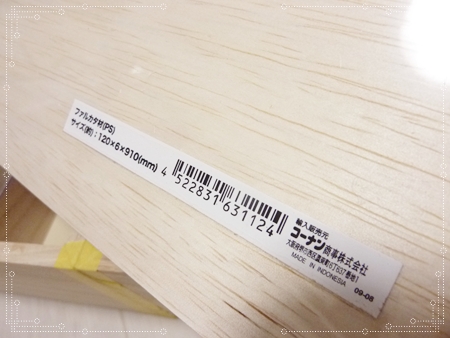 ファルカタ材(PS)
サイズ(約):120×6×910(mm)
4 522831 631124
輸入販売元
コーナン商事株式会社
MADE IN INDONESIA
09-08